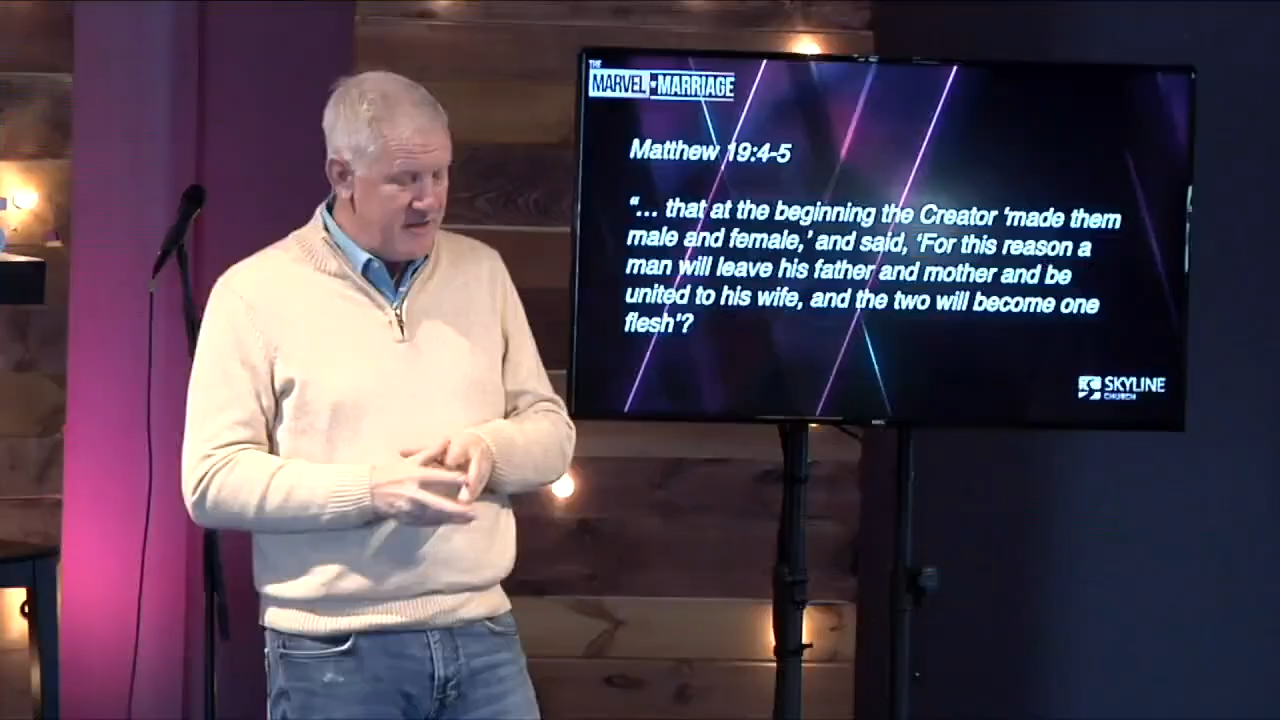 THE
MARVEL OF MARRIAGE
Matthew 19:4-5
“... that at the beginning the Creator ‘made them
male and female,’ and said, ‘For this reason a
man will leave his father and mother and be
united to his wife, and the two will become one
flesh’?
SKYLINE
CHURCH